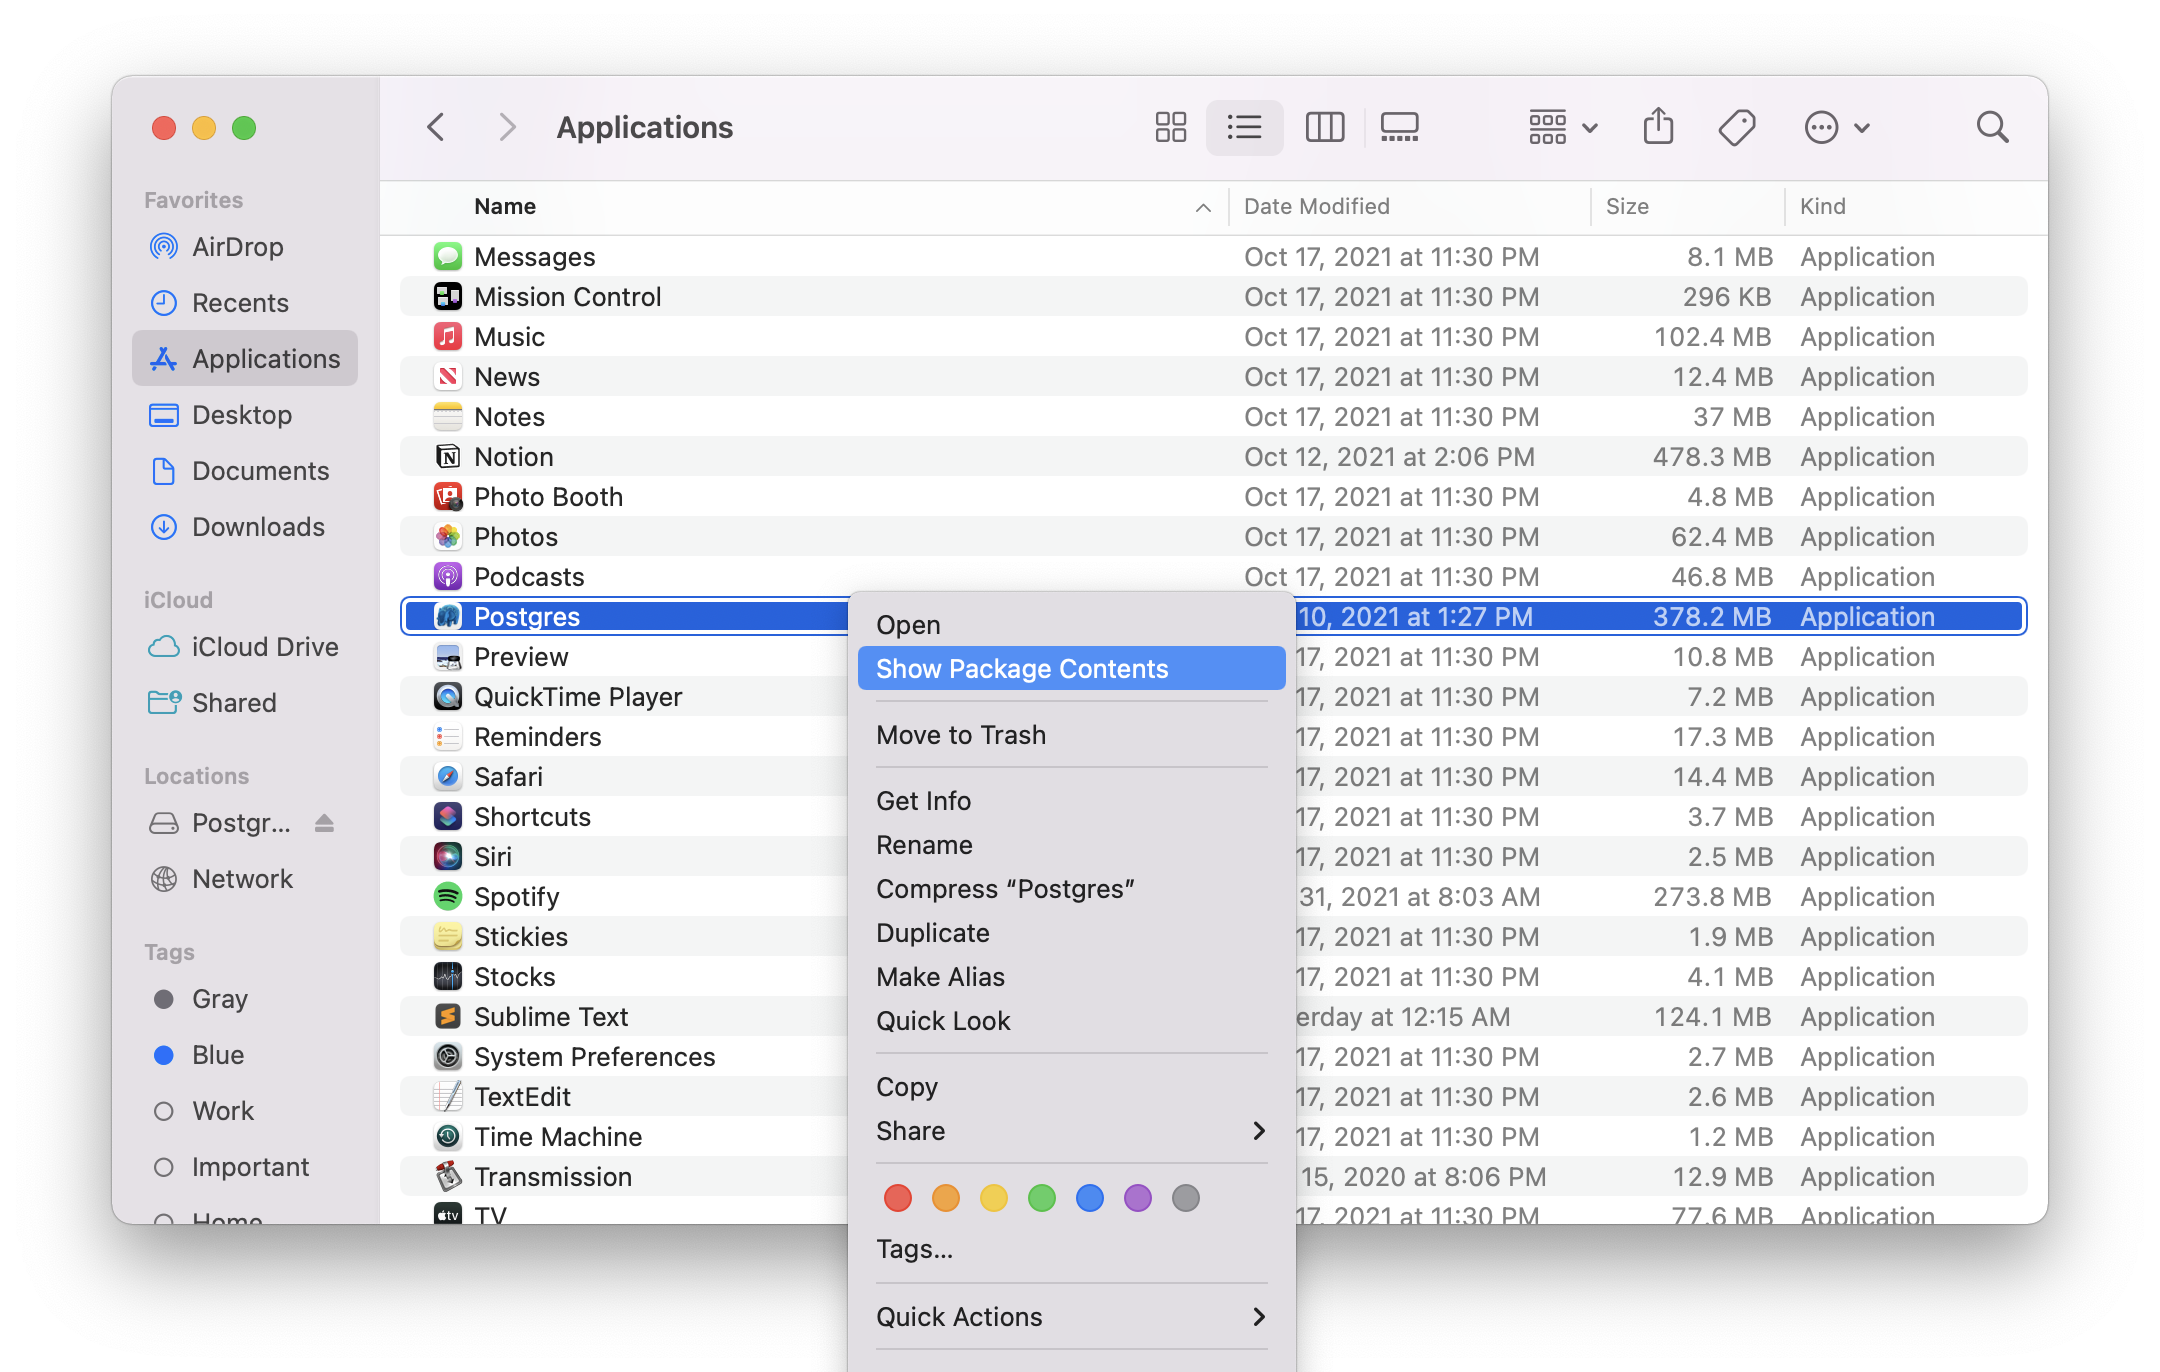 Applications
Favorites
AirDrop
Recents
Applications
Desktop
Documents
Downloads
iCloud
iCloud Drive
Shared
Locations
Postgr...
Network
Tags
Gray
Blue
Work
Important
Home
Name Date Modified Size Kind
Messages Oct 17, 2021 at 11:30 PM 8.1 MB Application
Mission Control Oct 17, 2021 at 11:30 PM 296 KB Application
Music Oct 17, 2021 at 11:30 PM 102.4 MB Application
News Oct 17, 2021 at 11:30 PM 12.4 MB Application
Notes Oct 17, 2021 at 11:30 PM 37 MB Application
Notion Oct 12, 2021 at 2:06 PM 478.3 MB Application
Photo Booth Oct 17, 2021 at 11:30 PM 4.8 MB Application
Photos Oct 17, 2021 at 11:30 PM 62.4 MB Application
Podcasts Oct 17, 2021 at 11:30 PM 46.8 MB Application
Postgres 10, 2021 at 1:27 PM 378.2 MB Application
Preview 17, 2021 at 11:30 PM 10.8 MB Application
QuickTime Player 17, 2021 at 11:30 PM 7.2 MB Application
Reminders 17, 2021 at 11:30 PM 17.3 MB Application
Safari 17, 2021 at 11:30 PM 14.4 MB Application
Shortcuts 17, 2021 at 11:30 PM 3.7 MB Application
Siri 17, 2021 at 11:30 PM 2.5 MB Application
Spotify 31, 2021 at 8:03 AM 273.8 MB Application
Stickies 17, 2021 at 11:30 PM 1.9 MB Application
Stocks 17, 2021 at 11:30 PM 4.1 MB Application
Sublime Text erday at 12:15 AM 124.1 MB Application
System Preferences 17, 2021 at 11:30 PM 2.7 MB Application
TextEdit 17, 2021 at 11:30 PM 2.6 MB Application
Time Machine 17, 2021 at 11:30 PM 1.2 MB Application
Transmission 15, 2020 at 8:06 PM 12.9 MB Application
TV 17, 2021 at 11:30 PM 77.6 MB Application
Open
Show Package Contents
Move to Trash
Get Info
Rename
Compress “Postgres”
Duplicate
Make Alias
Quick Look
Copy
Share
Tags...
Quick Actions